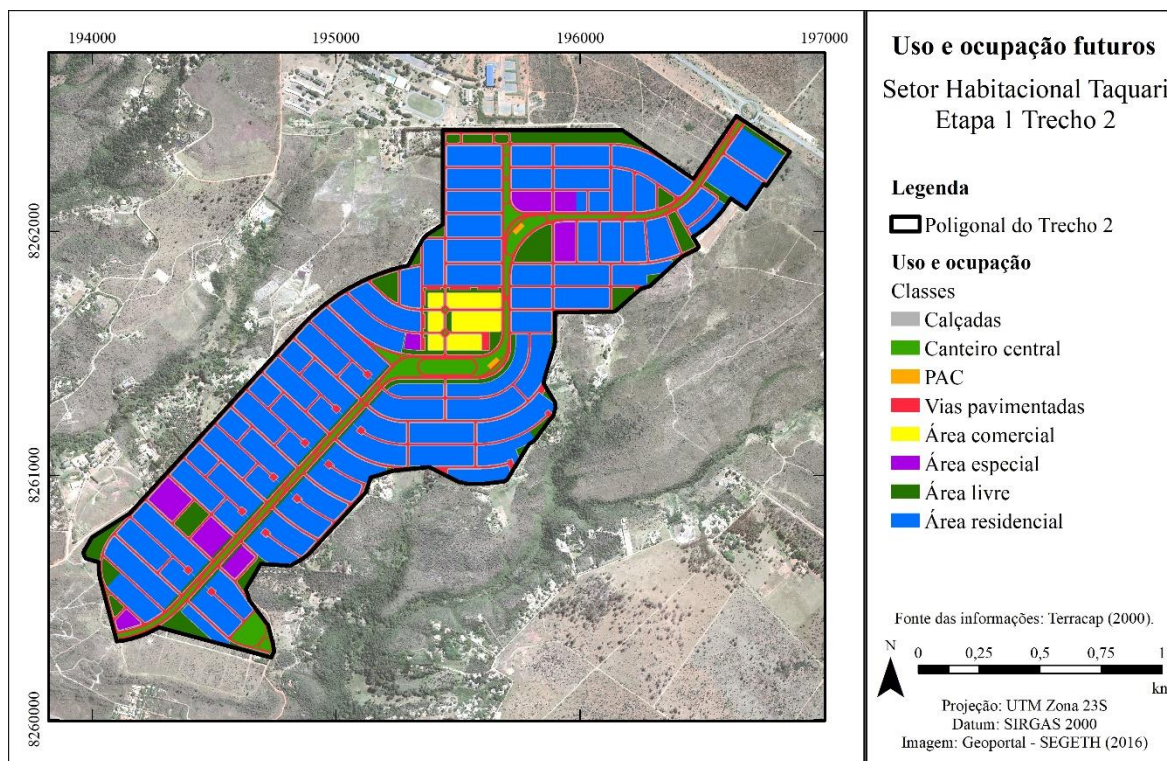 194000 195000 196000 197000
8262000
8261000
8260000
Uso e ocupação futuros
Setor Habitacional Taquari
Etapa 1 Trecho 2
Legenda
Poligonal do Trecho 2
Uso e ocupação
Classes
Calçadas
Canteiro central
PAC
Vias pavimentadas
Área comercial
Área especial
Área livre
Área residencial
Fonte das informações: Terracap (2000).
N
0 0,25 0,5 0,75 1
km
Projeção: UTM Zona 23S
Datum: SIRGAS 2000
Imagem: Geoportal - SEGETH (2016)